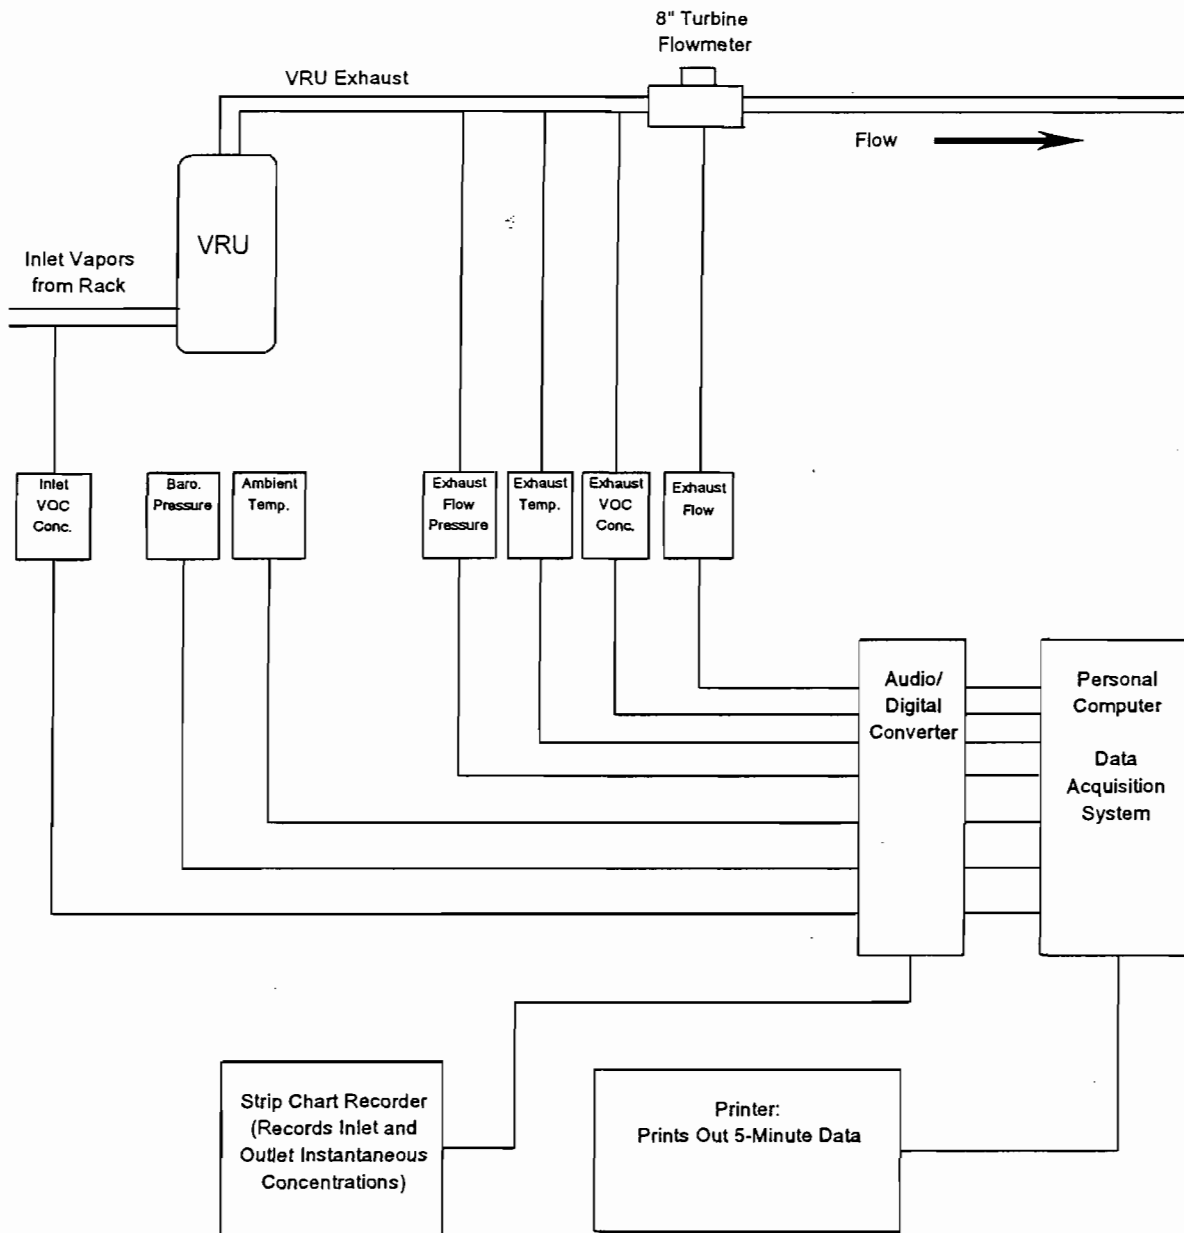 8" Turbine
Flowmeter
VRU Exhaust
Flow
VRU
Inlet Vapors
from Rack
Inlet
VOC
Conc.
Baro.
Pressure
Ambient
Temp.
Exhaust
Flow
Pressure
Exhaust
Temp.
Exhaust
VOC
Conc.
Exhaust
Flow
Audio/
Digital
Converter
Personal
Computer
Data
Acquisition
System
Strip Chart Recorder
(Records Inlet and
Outlet Instantaneous
Concentrations)
Printer:
Prints Out 5-Minute Data